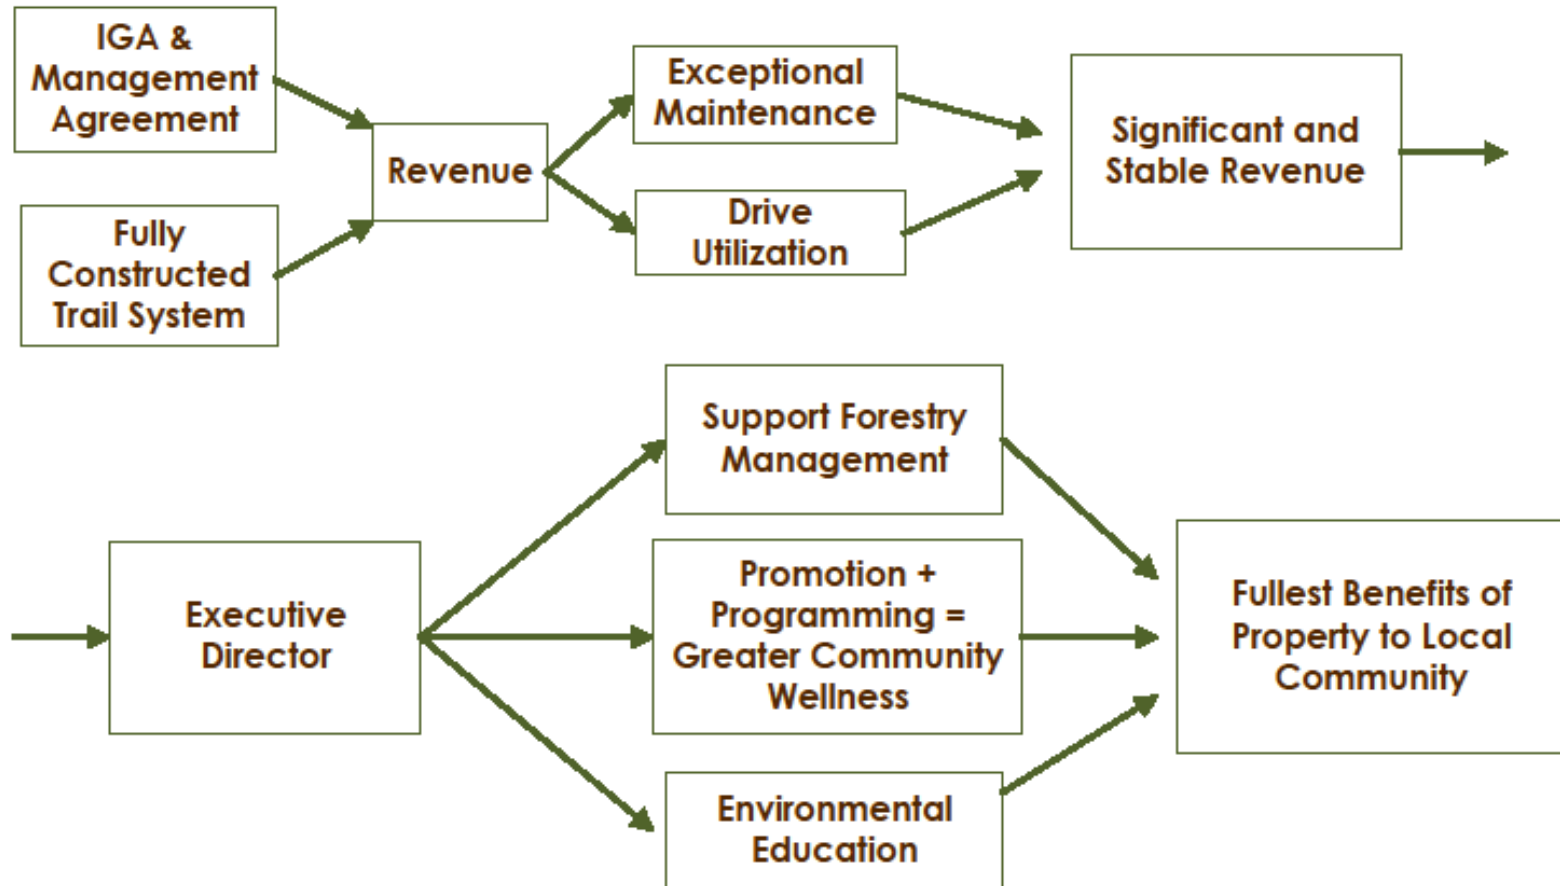 IGA &
Management
Agreement
Fully
Constructed
Trail System
Revenue
Exceptional
Maintenance
Drive
Utilization
Significant and
Stable Revenue
Executive
Director
Support Forestry
Management
Promotion +
Programming =
Greater Community
Wellness
Environmental
Education
Fullest Benefits of
Property to Local
Community